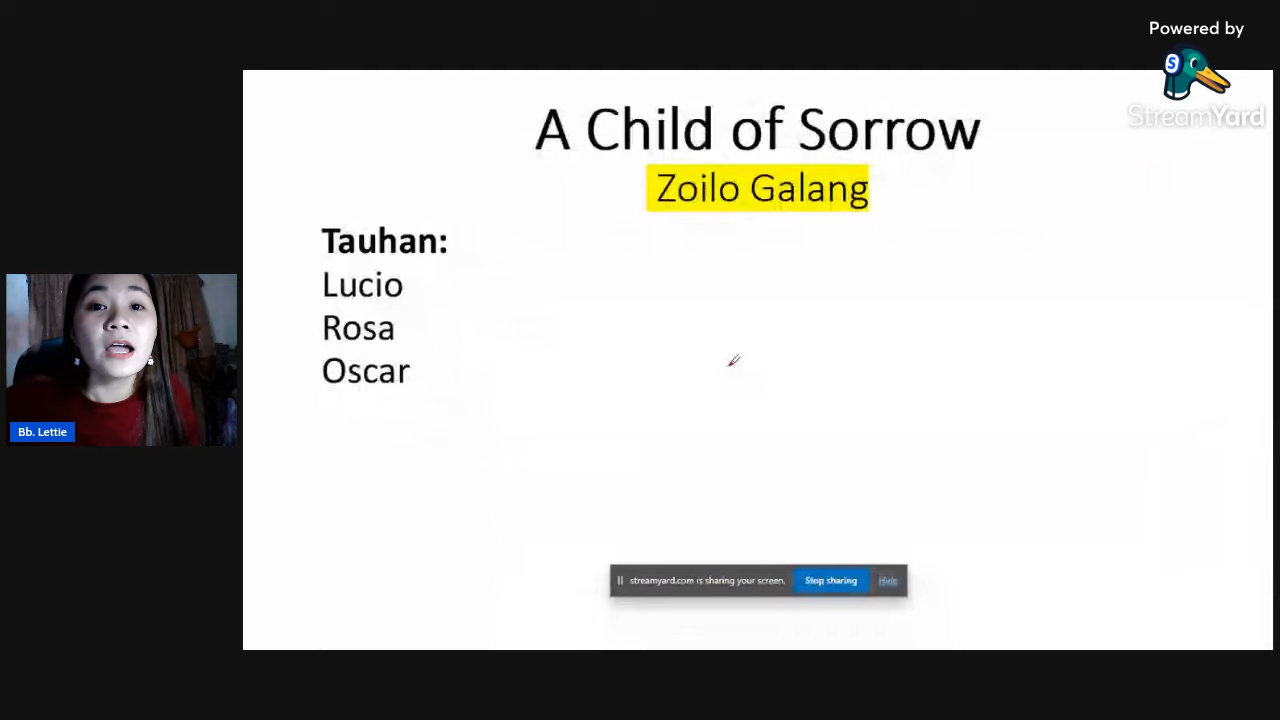 Powered by
S
StreamYard
A Child of Sorrow
Zoilo Galang
Tauhan:
Lucio
Rosa
Oscar
Bb. Lettie
streamyard.com is sharing your screen. Stop sharing Hide